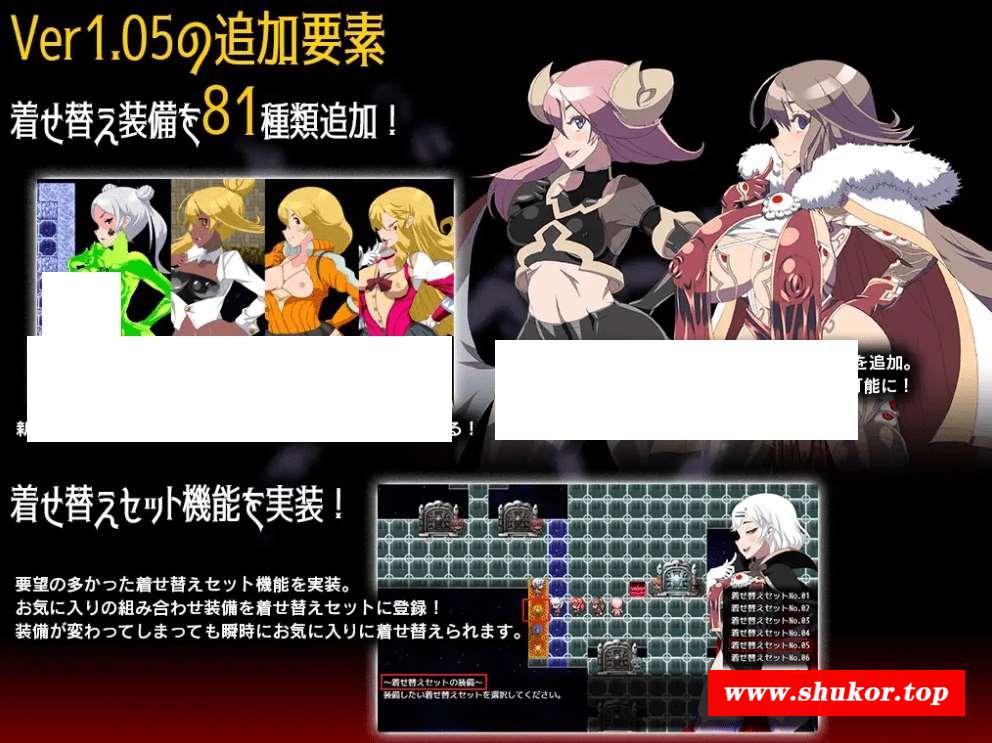 Ver1.05の追加要素
着せ替え装備を81種類追加！
を追加。
可能に！
る！
着せ替えセット機能を実装！
要望の多かった着せ替えセット機能を実装。
お気に入りの組み合わせ装備を着せ替えセットに登録！
装備が変わってしまっても瞬時にお気に入りに着せ替えられます。
着せ替えセットNo.01
着せ替えセットNo.02
着せ替えセットNo.03
着せ替えセットNo.04
着せ替えセットNo.05
着せ替えセットNo.06
～着せ替えセットの装備～
装備したい着せ替えセットを選択してください。
www.shukor.top